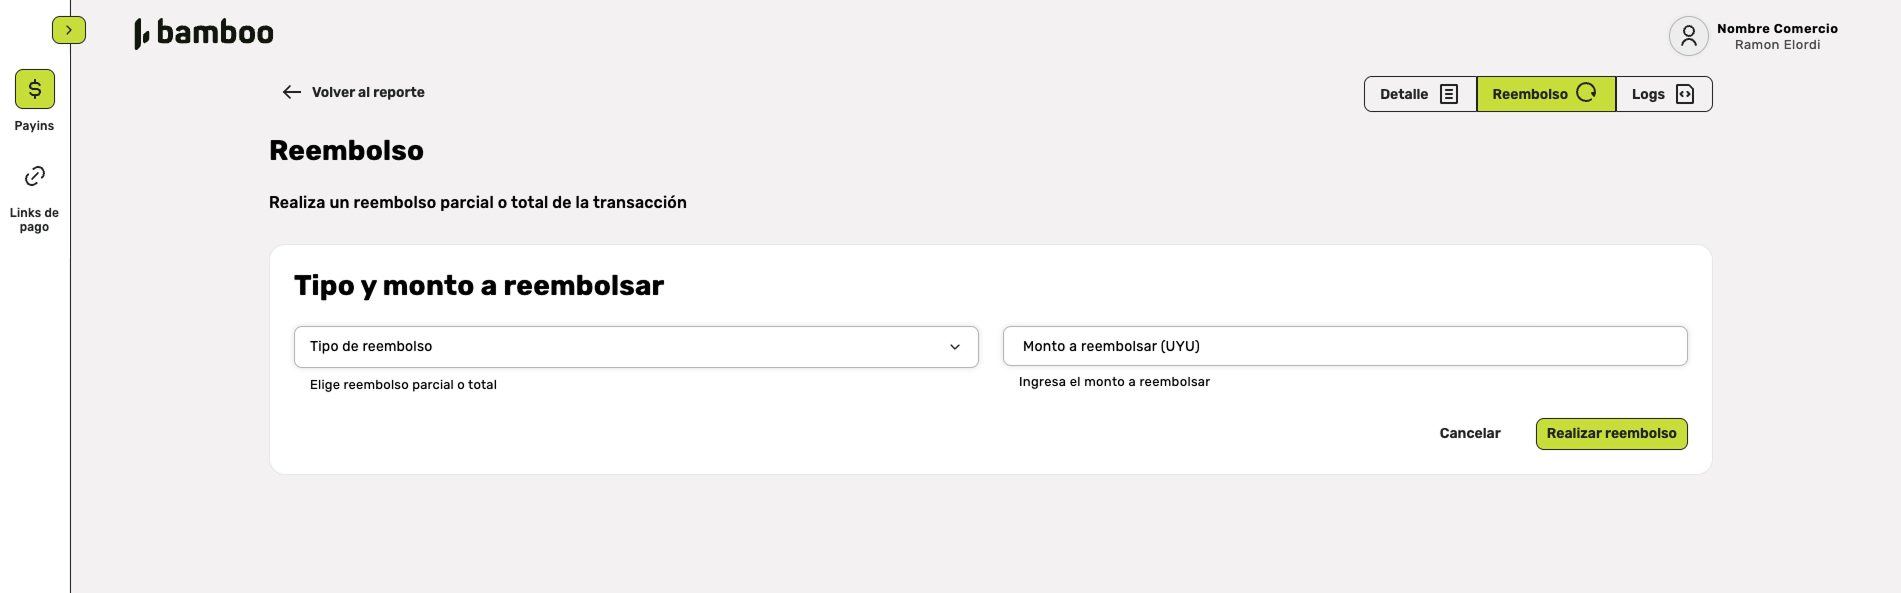 bamboo
Nombre Comercio
Ramon Elordi
Payins
Links de
pago
Volver al reporte
Detalle
Reembolso
Logs
Reembolso
Realiza un reembolso parcial o total de la transacción
Tipo y monto a reembolsar
Tipo de reembolso
Monto a reembolsar (UYU)
Elige reembolso parcial o total
Ingresa el monto a reembolsar
Cancelar
Realizar reembolso